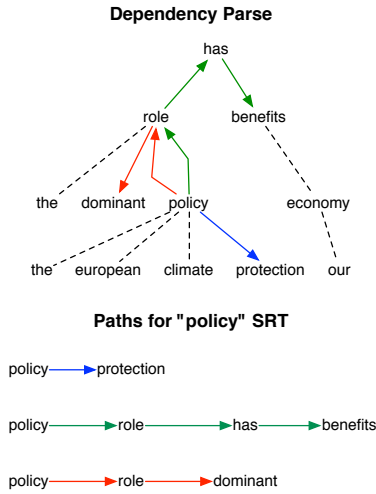 Dependency Parse
has
role benefits
the dominant policy economy
the european climate protection our
Paths for "policy" SRT
policy protection
policy role has benefits
policy role dominant